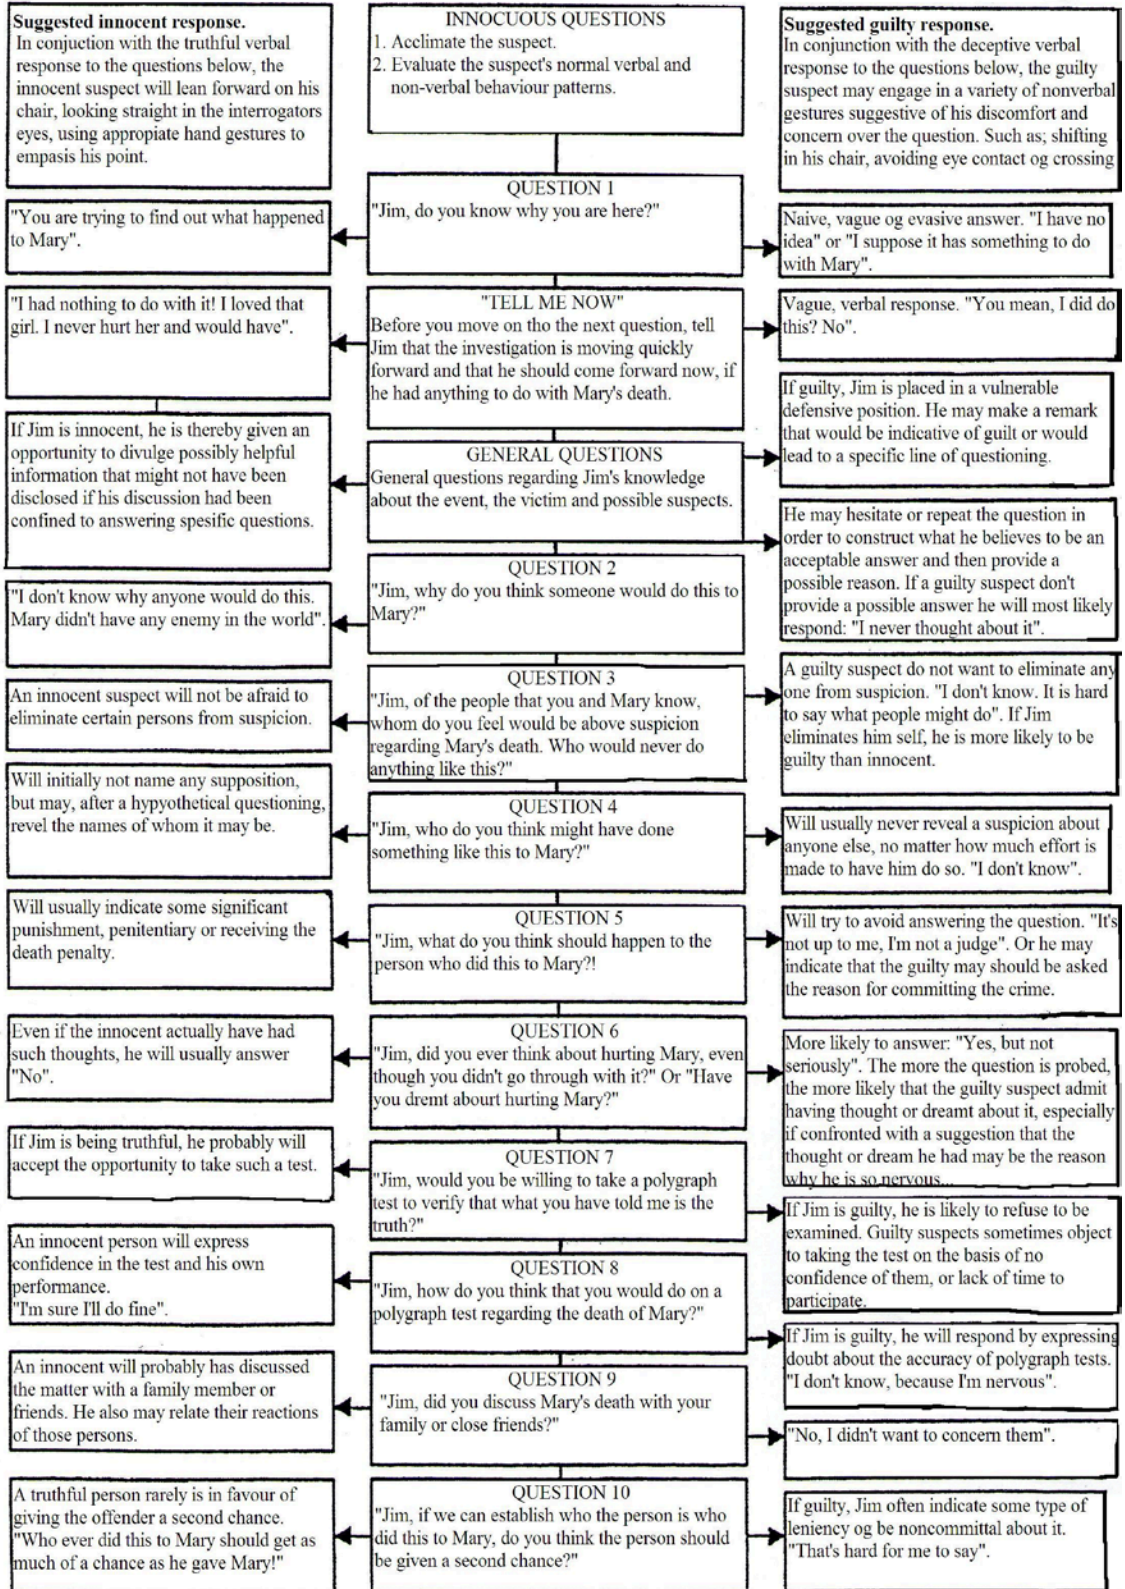 Suggested innocent response.
In conjuction with the truthful verbal
response to the questions below, the
innocent suspect will lean forward on his
chair, looking straight in the interrogators
eyes, using appropiate hand gestures to
empasis his point.
INNOCUOUS QUESTIONS
1. Acclimate the suspect.
2. Evaluate the suspect's normal verbal and
non-verbal behaviour patterns.
Suggested guilty response.
In conjunction with the deceptive verbal
response to the questions below, the guilty
suspect may engage in a variety of nonverbal
gestures suggestive of his discomfort and
concern over the question. Such as; shifting
in his chair, avoiding eye contact og crossing
QUESTION 1
"Jim, do you know why you are here?"
"You are trying to find out what happened
to Mary".
Naive, vague og evasive answer. "I have no
idea" or "I suppose it has something to do
with Mary".
"TELL ME NOW"
Before you move on tho the next question, tell
Jim that the investigation is moving quickly
forward and that he should come forward now, if
he had anything to do with Mary's death.
"I had nothing to do with it! I loved that
girl. I never hurt her and would have".
Vague, verbal response. "You mean, I did do
this? No".
If guilty, Jim is placed in a vulnerable
defensive position. He may make a remark
that would be indicative of guilt or would
lead to a specific line of questioning.
If Jim is innocent, he is thereby given an
opportunity to divulge possibly helpful
information that might not have been
disclosed if his discussion had been
confined to answering spesific questions.
GENERAL QUESTIONS
General questions regarding Jim's knowledge
about the event, the victim and possible suspects.
He may hesitate or repeat the question in
order to construct what he believes to be an
acceptable answer and then provide a
possible reason. If a guilty suspect don't
provide a possible answer he will most likely
respond: "I never thought about it".
QUESTION 2
"Jim, why do you think someone would do this to
Mary?"
"I don't know why anyone would do this.
Mary didn't have any enemy in the world".
QUESTION 3
"Jim, of the people that you and Mary know,
whom do you feel would be above suspicion
regarding Mary's death. Who would never do
anything like this?"
An innocent suspect will not be afraid to
eliminate certain persons from suspicion.
A guilty suspect do not want to eliminate any
one from suspicion. "I don't know. It is hard
to say what people might do". If Jim
eliminates him self, he is more likely to be
guilty than innocent.
Will initially not name any supposition,
but may, after a hypyothetical questioning,
revel the names of whom it may be.
QUESTION 4
"Jim, who do you think might have done
something like this to Mary?"
Will usually never reveal a suspicion about
anyone else, no matter how much effort is
made to have him do so. "I don't know".
Will usually indicate some significant
punishment, penitentiary or receiving the
death penalty.
QUESTION 5
"Jim, what do you think should happen to the
person who did this to Mary?!
Will try to avoid answering the question. "It's
not up to me, I'm not a judge". Or he may
indicate that the guilty may should be asked
the reason for committing the crime.
Even if the innocent actually have had
such thoughts, he will usually answer
"No".
QUESTION 6
"Jim, did you ever think about hurting Mary, even
though you didn't go through with it?" Or "Have
you dremt abourt hurting Mary?"
More likely to answer: "Yes, but not
seriously". The more the question is probed,
the more likely that the guilty suspect admit
having thought or dreamt about it, especially
if confronted with a suggestion that the
thought or dream he had may be the reason
why he is so nervous...
If Jim is being truthful, he probably will
accept the opportunity to take such a test.
QUESTION 7
"Jim, would you be willing to take a polygraph
test to verify that what you have told me is the
truth?"
If Jim is guilty, he is likely to refuse to be
examined. Guilty suspects sometimes object
to taking the test on the basis of no
confidence of them, or lack of time to
participate.
An innocent person will express
confidence in the test and his own
performance.
"I'm sure I'll do fine".
QUESTION 8
"Jim, how do you think that you would do on a
polygraph test regarding the death of Mary?"
If Jim is guilty, he will respond by expressing
doubt about the accuracy of polygraph tests.
"I don't know, because I'm nervous".
An innocent will probably has discussed
the matter with a family member or
friends. He also may relate their reactions
of those persons.
QUESTION 9
"Jim, did you discuss Mary's death with your
family or close friends?"
"No, I didn't want to concern them".
A truthful person rarely is in favour of
giving the offender a second chance.
"Who ever did this to Mary should get as
much of a chance as he gave Mary!"
QUESTION 10
"Jim, if we can establish who the person is who
did this to Mary, do you think the person should
be given a second chance?"
If guilty, Jim often indicate some type of
leniency og be noncommittal about it.
"That's hard for me to say".